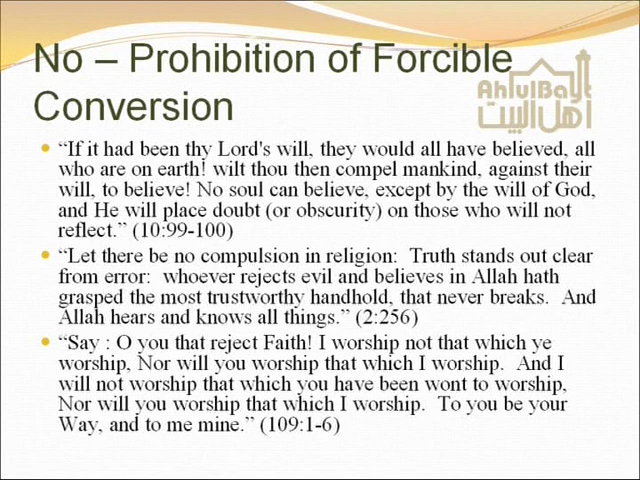 No – Prohibition of Forcible
Conversion
AhlulBayt
اهل البيت
“If it had been thy Lord's will, they would all have believed, all
who are on earth! wilt thou then compel mankind, against their
will, to believe! No soul can believe, except by the will of God,
and He will place doubt (or obscurity) on those who will not
reflect.” (10:99-100)
“Let there be no compulsion in religion:  Truth stands out clear
from error:  whoever rejects evil and believes in Allah hath
grasped the most trustworthy handhold, that never breaks.  And
Allah hears and knows all things.” (2:256)
“Say : O you that reject Faith! I worship not that which ye
worship, Nor will you worship that which I worship.  And I
will not worship that which you have been wont to worship,
Nor will you worship that which I worship.  To you be your
Way, and to me mine.” (109:1-6)